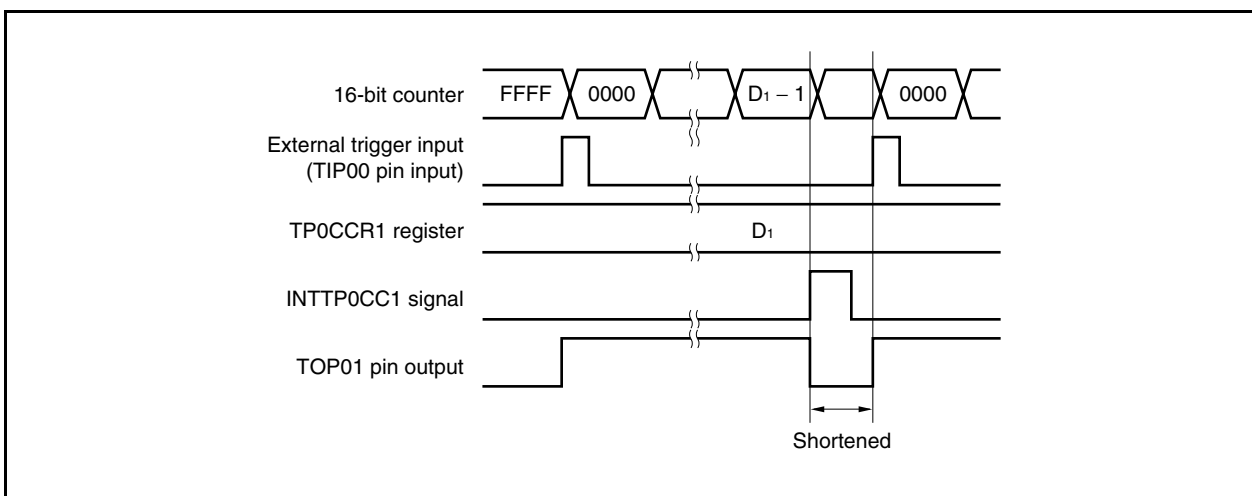 16-bit counter FFFF 0000 D1 – 1 0000
External trigger input
(TIP00 pin input)
TP0CCR1 register D1
INTTP0CC1 signal
TOP01 pin output
Shortened